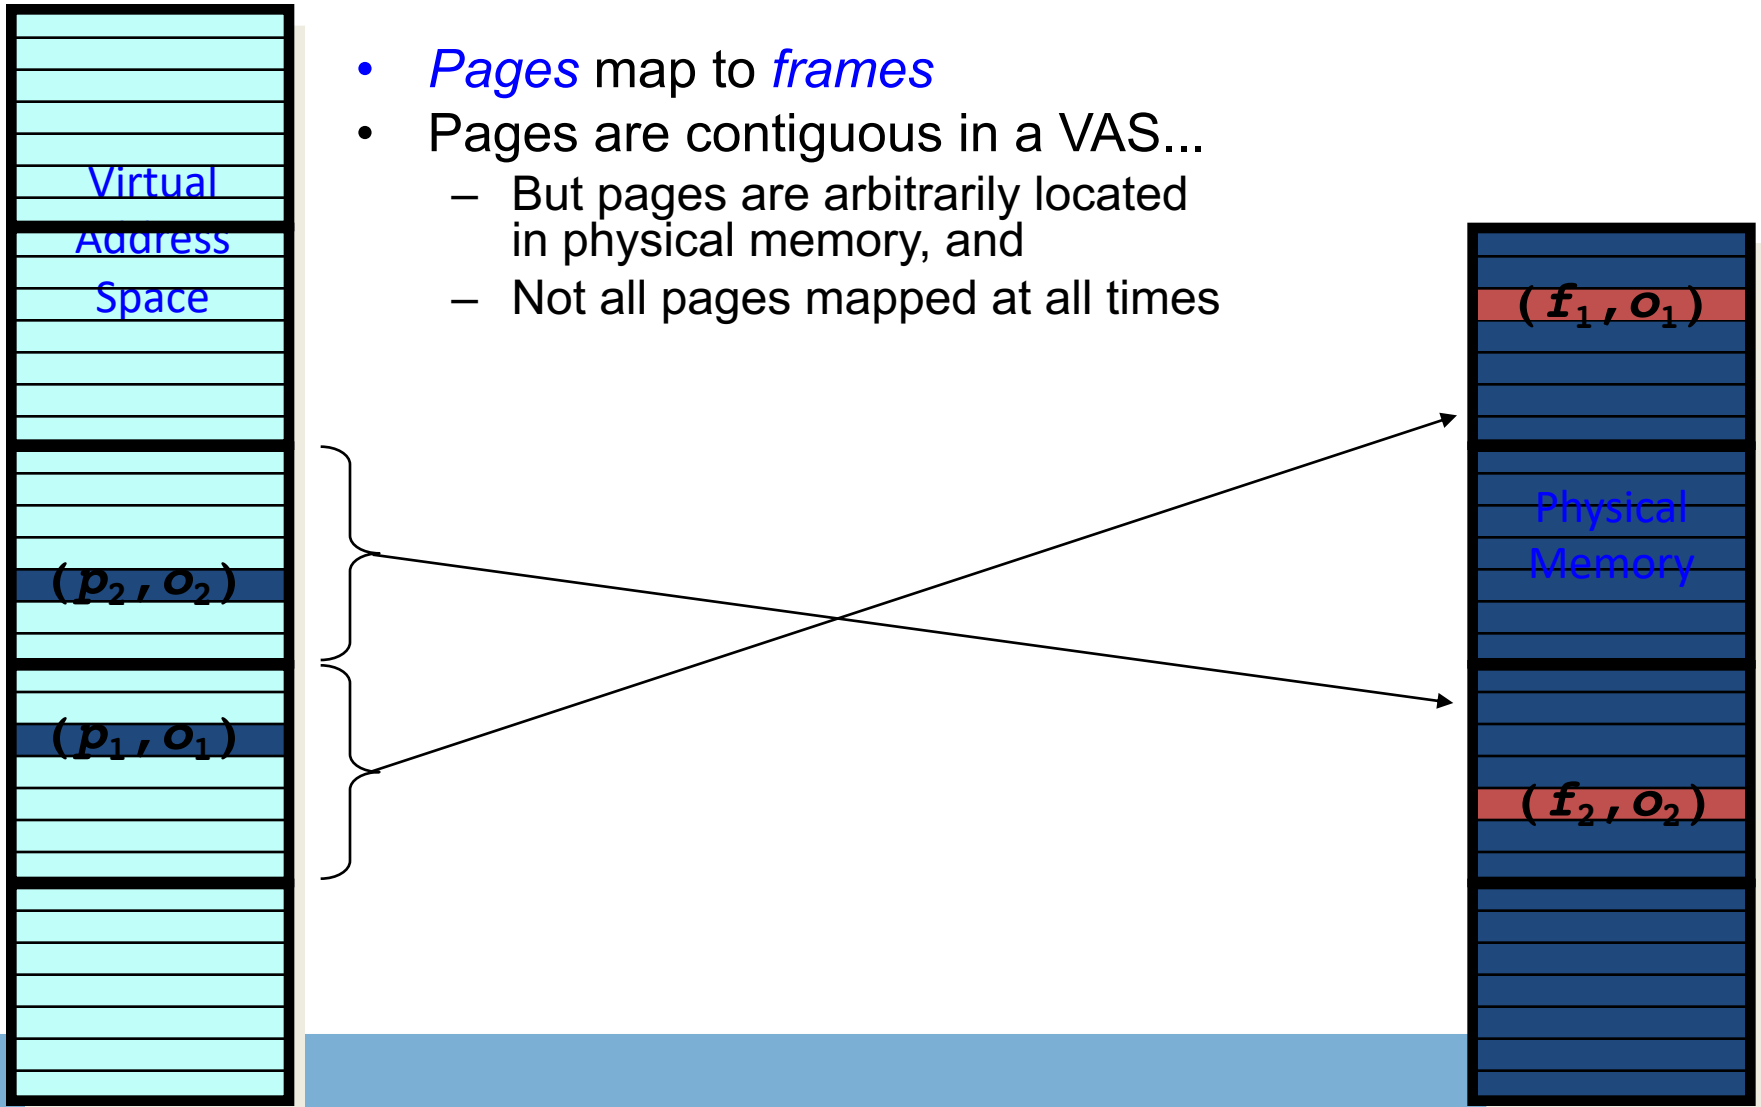 Virtual
Address
Space
• Pages map to frames
• Pages are contiguous in a VAS...
– But pages are arbitrarily located
in physical memory, and
– Not all pages mapped at all times
(f₁,o₁)
Physical
Memory
(p₂,o₂)
(p₁,o₁)
(f₂,o₂)